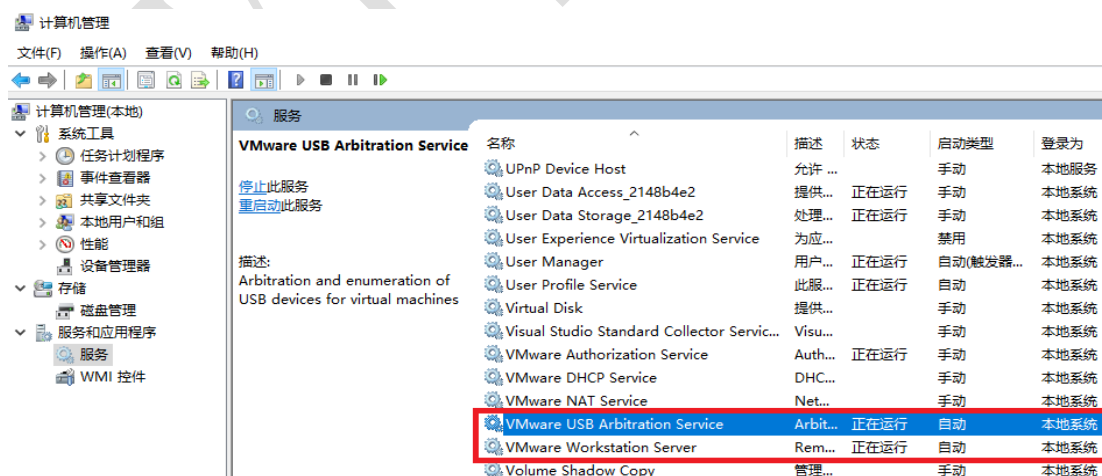 计算机管理
文件(F) 操作(A) 查看(V) 帮助(H)
计算机管理(本地)
系统工具
任务计划程序
事件查看器
共享文件夹
本地用户和组
性能
设备管理器
存储
磁盘管理
服务和应用程序
服务
WMI 控件
服务
VMware USB Arbitration Service
停止此服务
重启动此服务
描述:
Arbitration and enumeration of
USB devices for virtual machines
名称 描述 状态 启动类型 登录为
UPnP Device Host 允许 ... 手动 本地服务
User Data Access_2148b4e2 提供... 正在运行 手动 本地系统
User Data Storage_2148b4e2 处理... 正在运行 手动 本地系统
User Experience Virtualization Service 为应... 禁用 本地系统
User Manager 用户... 正在运行 自动(触发器... 本地系统
User Profile Service 此服... 正在运行 自动 本地系统
Virtual Disk 提供... 手动 本地系统
Visual Studio Standard Collector Servic... Visu... 手动 本地系统
VMware Authorization Service Auth... 正在运行 手动 本地系统
VMware DHCP Service DHC... 手动 本地系统
VMware NAT Service Net... 手动 本地系统
VMware USB Arbitration Service Arbit... 正在运行 自动 本地系统
VMware Workstation Server Rem... 正在运行 自动 本地系统
Volume Shadow Copy 管理... 手动 本地系统